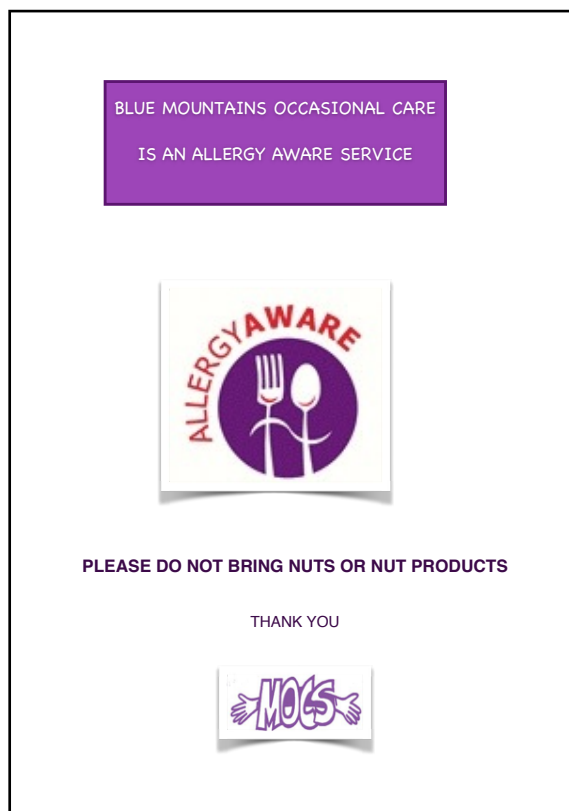 BLUE MOUNTAINS OCCASIONAL CARE
IS AN ALLERGY AWARE SERVICE
ALLERGYAWARE
PLEASE DO NOT BRING NUTS OR NUT PRODUCTS
THANK YOU
MOCS